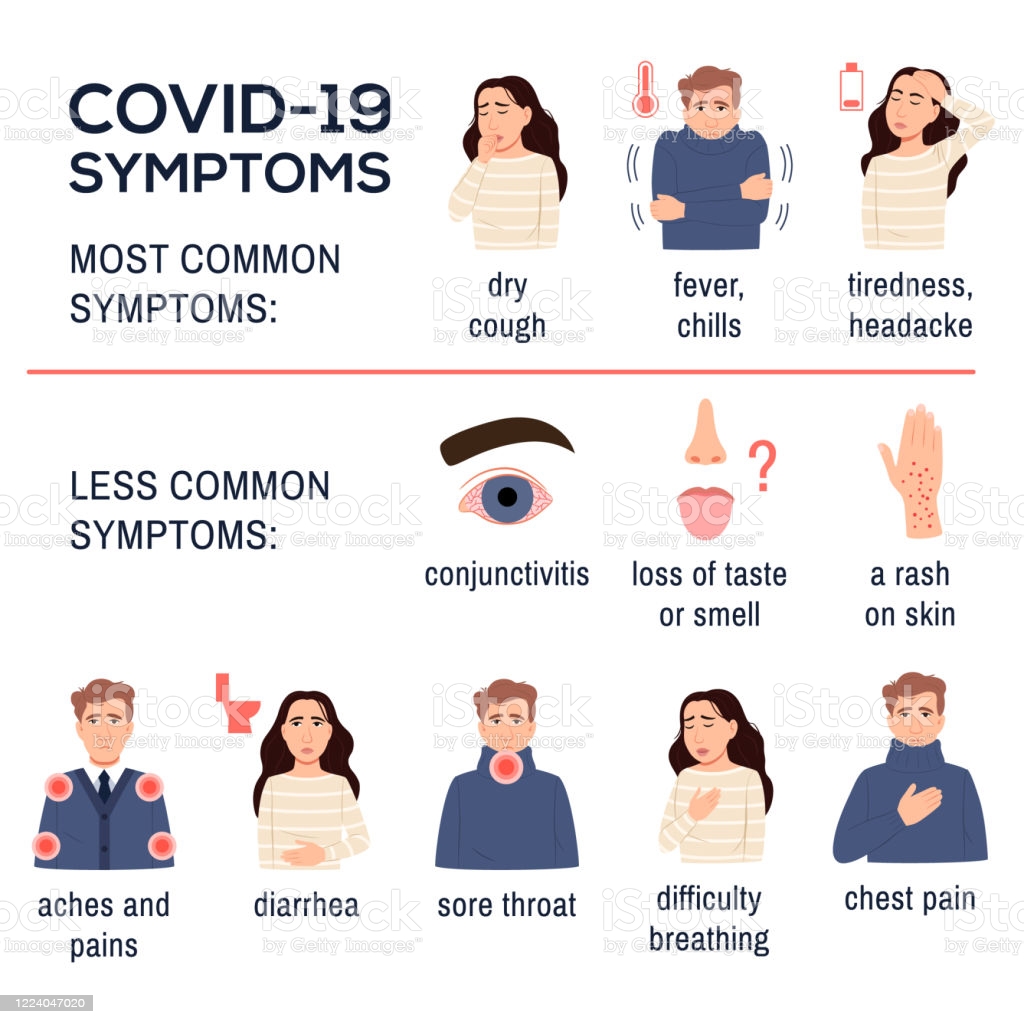 COVID-19
SYMPTOMS
MOST COMMON
SYMPTOMS:
dry
cough
fever,
chills
tiredness,
headacke
LESS COMMON
SYMPTOMS:
?
conjunctivitis
loss of taste
or smell
a rash
on skin
aches and
pains
diarrhea
sore throat
difficulty
breathing
chest pain
iStock
by Getty Images™
1224047020